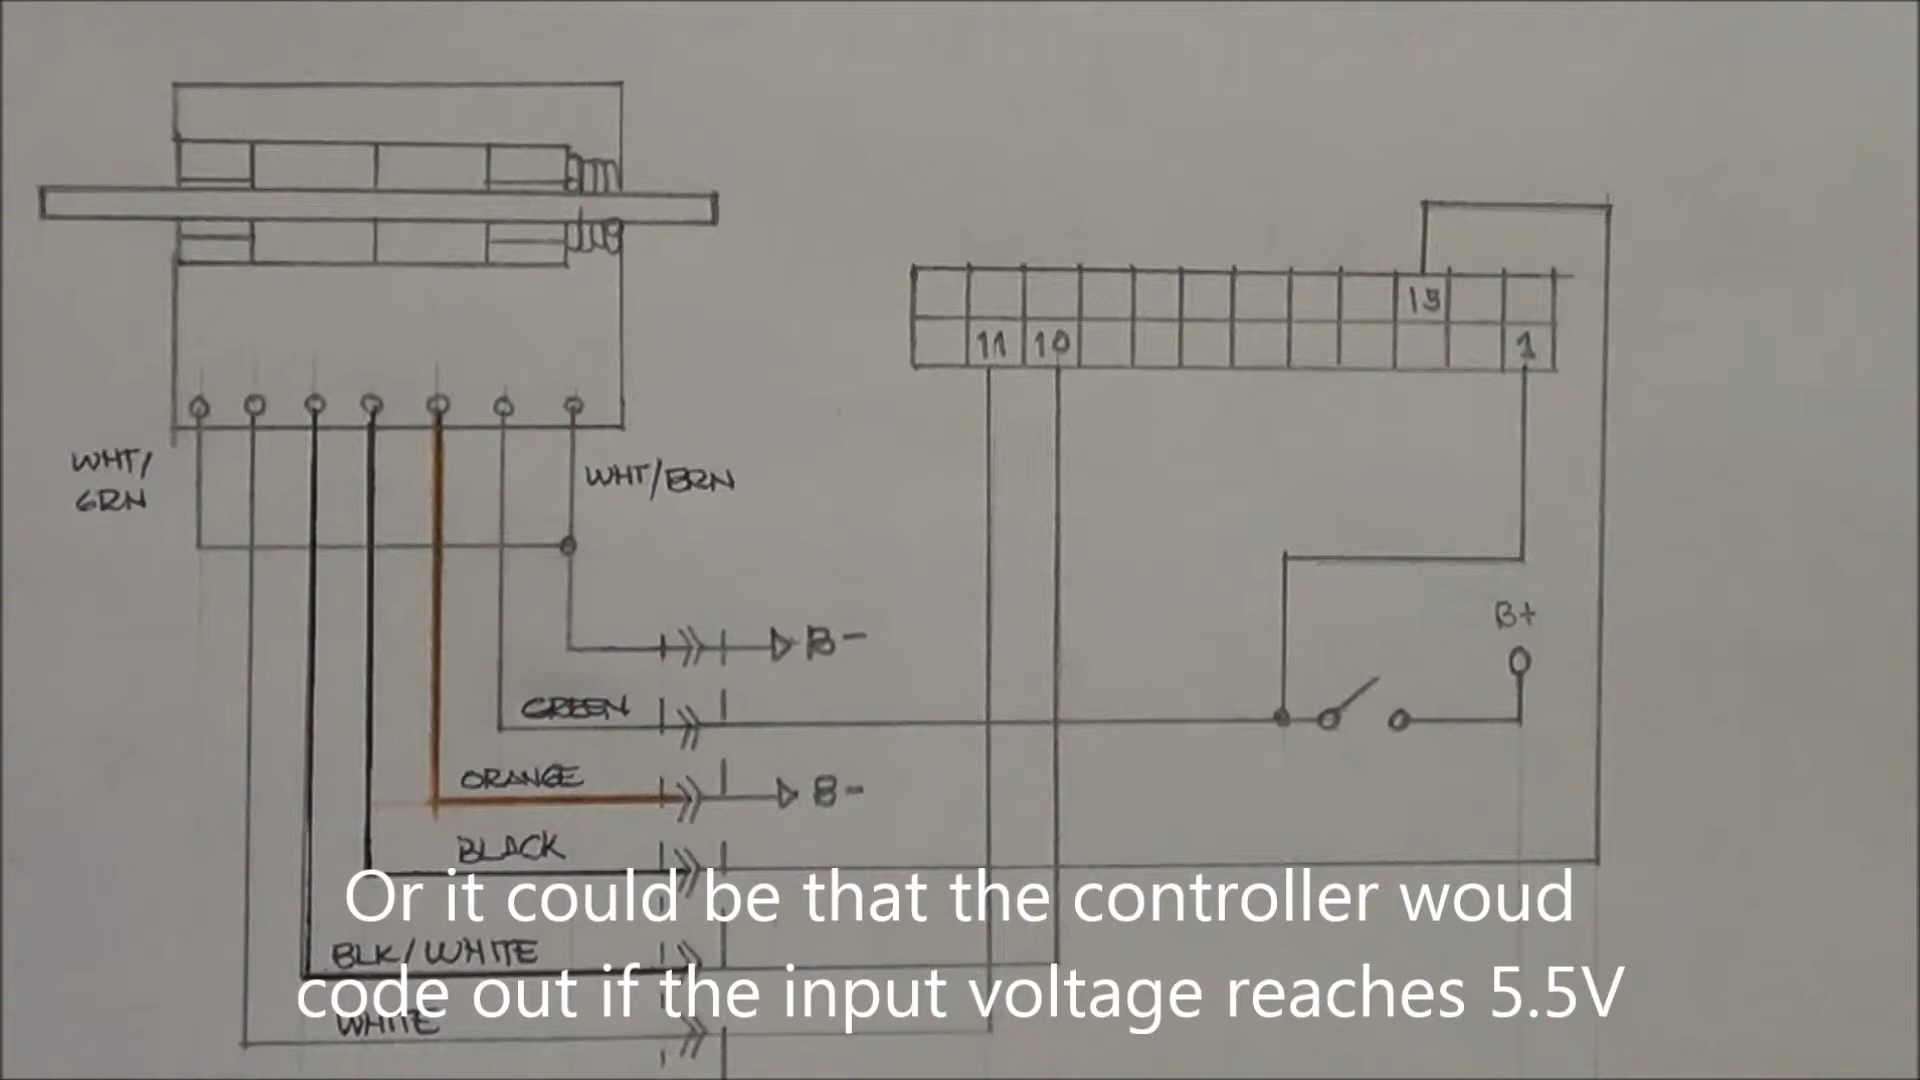 15
11 10 1
WHT/
GRN
WHT/BRN
B+
B-
GREEN
ORANGE
B-
BLACK
Or it could be that the controller woud
BLK/WHITE
code out if the input voltage reaches 5.5V
WHITE